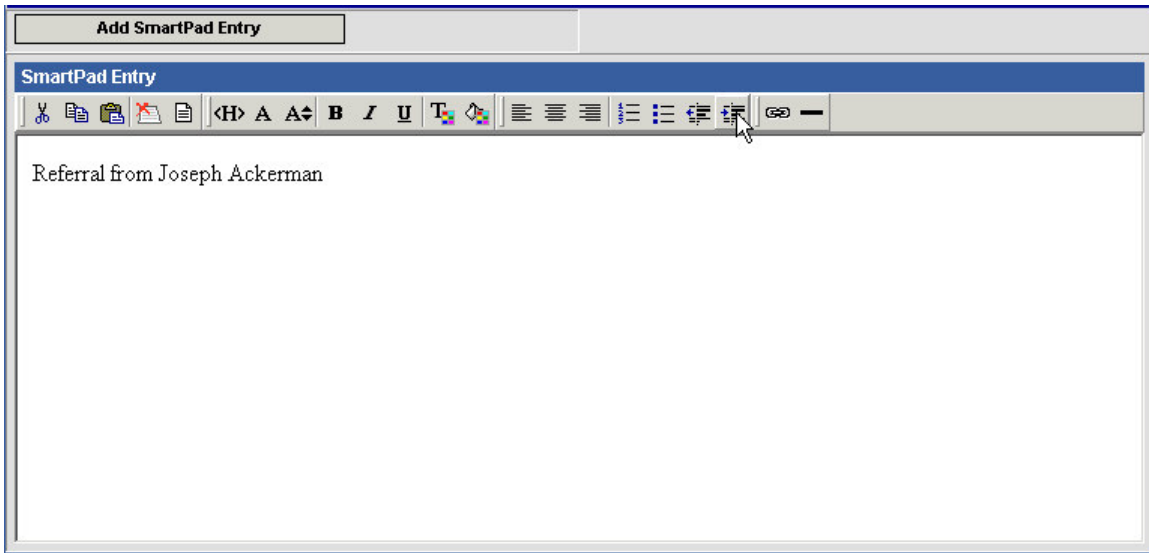 Add SmartPad Entry
SmartPad Entry
<H> A A B I U T
Referral from Joseph Ackerman